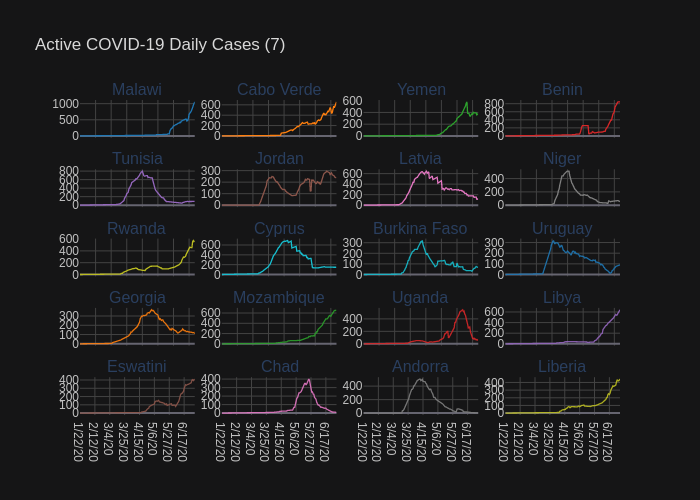 Active COVID-19 Daily Cases (7)
Malawi Cabo Verde Yemen Benin
1000 500 0
600 400 200 0
600 400 200 0
800 600 400 200 0
Tunisia Jordan Latvia Niger
800 600 400 200 0
300 200 100 0
600 400 200 0
400 200 0
Rwanda Cyprus Burkina Faso Uruguay
600 400 200 0
600 400 200 0
300 200 100 0
300 200 100 0
Georgia Mozambique Uganda Libya
300 200 100 0
600 400 200 0
400 200 0
600 400 200 0
Eswatini Chad Andorra Liberia
400 300 200 100 0
400 300 200 100 0
400 200 0
400 300 200 100 0
1/22/20 2/12/20 3/4/20 3/25/20 4/15/20 5/6/20 5/27/20 6/17/20
1/22/20 2/12/20 3/4/20 3/25/20 4/15/20 5/6/20 5/27/20 6/17/20
1/22/20 2/12/20 3/4/20 3/25/20 4/15/20 5/6/20 5/27/20 6/17/20
1/22/20 2/12/20 3/4/20 3/25/20 4/15/20 5/6/20 5/27/20 6/17/20